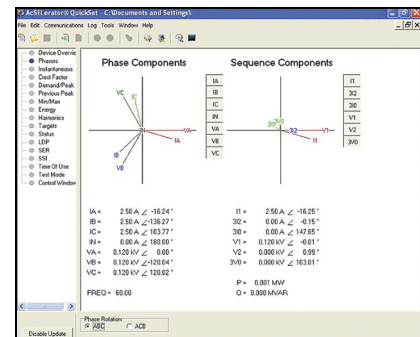 AcSELerator® QuickSet - C:\Documents and Settings\
File Edit Communications Log Tools Window Help
Device Overvie
Phasors
Instantaneous
Crest Factor
Demand/Peak
Previous Peak
Min/Max
Energy
Harmonics
Targets
Status
LDP
SER
SSI
Time Of Use
Test Mode
Control Window
Phase Components
VC
IC
IN
VA
IA
IB
VB
IA
IB
IC
IN
VA
VB
VC
Sequence Components
3I0
3V0
3I2
V1
I1
I1
3I2
3I0
V1
V2
3V0
IA = 2.50 A ∠ -16.24 °
IB = 2.50 A ∠ -136.27 °
IC = 2.50 A ∠ 103.77 °
IN = 0.00 A ∠ 180.00 °
VA = 0.120 kV ∠ 0.00 °
VB = 0.120 kV ∠ -120.04 °
VC = 0.120 kV ∠ 120.02 °
FREQ = 60.00
I1 = 2.50 A ∠ -16.25 °
3I2 = 0.00 A ∠ -0.15 °
3I0 = 0.00 A ∠ 147.65 °
V1 = 0.120 kV ∠ -0.01 °
V2 = 0.000 kV ∠ 0.99 °
3V0 = 0.000 kV ∠ 103.01 °
P = 0.001 MW
Q = 0.000 MVAR
Phase Rotation
ABC ACB
Disable Update